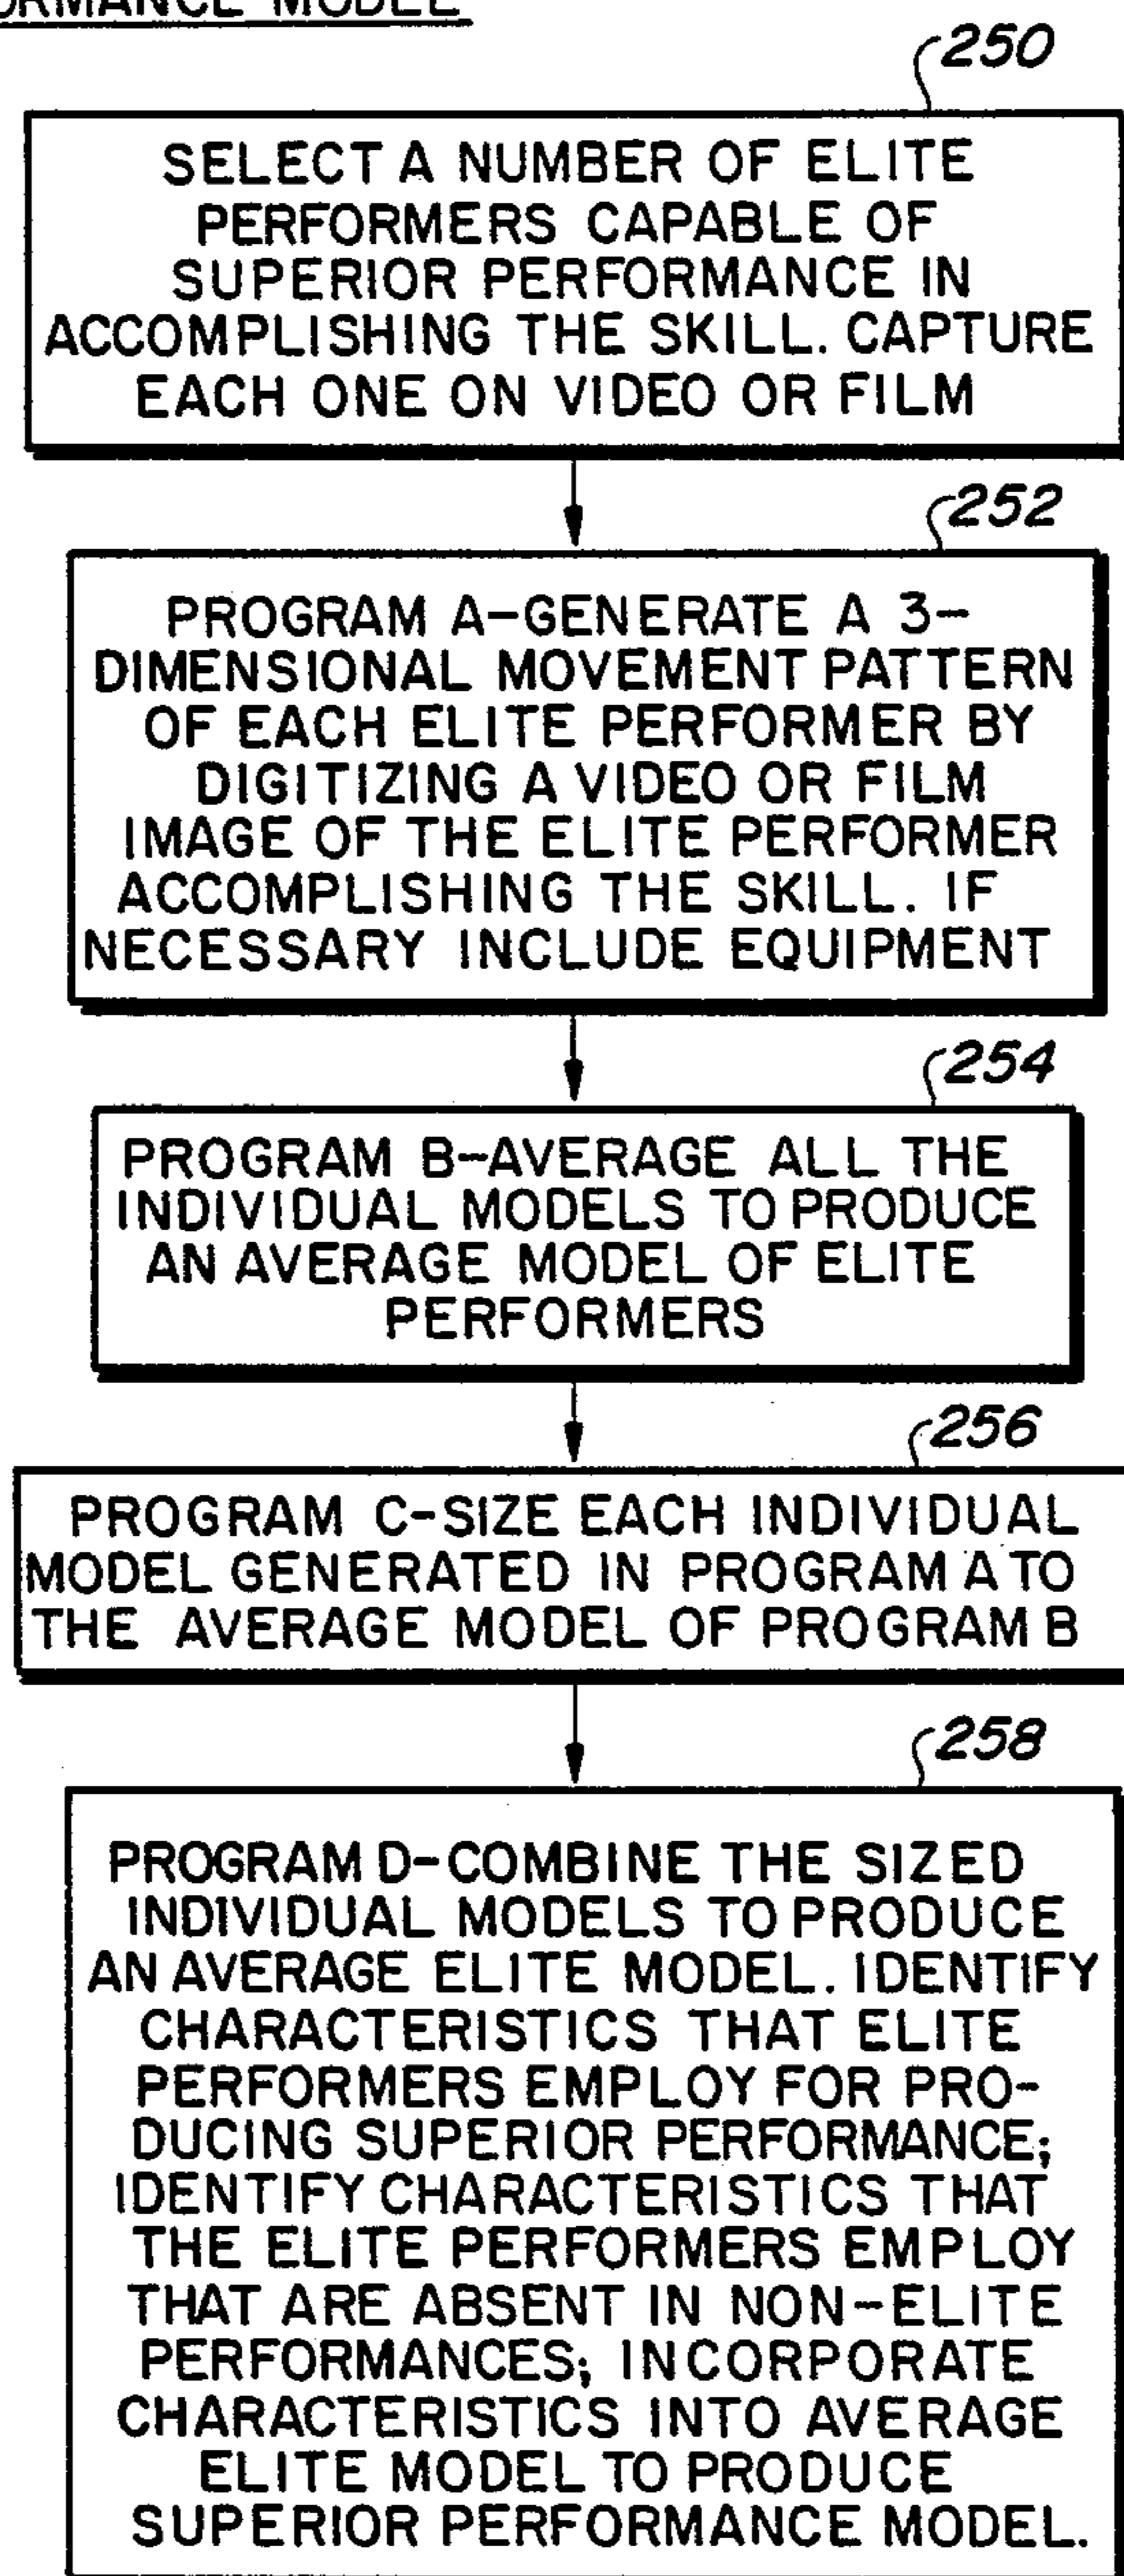 ORMANCE MODEL
250
SELECT A NUMBER OF ELITE
PERFORMERS CAPABLE OF
SUPERIOR PERFORMANCE IN
ACCOMPLISHING THE SKILL. CAPTURE
EACH ONE ON VIDEO OR FILM
252
PROGRAM A-GENERATE A 3-
DIMENSIONAL MOVEMENT PATTERN
OF EACH ELITE PERFORMER BY
DIGITIZING A VIDEO OR FILM
IMAGE OF THE ELITE PERFORMER
ACCOMPLISHING THE SKILL. IF
NECESSARY INCLUDE EQUIPMENT
254
PROGRAM B-AVERAGE ALL THE
INDIVIDUAL MODELS TO PRODUCE
AN AVERAGE MODEL OF ELITE
PERFORMERS
256
PROGRAM C-SIZE EACH INDIVIDUAL
MODEL GENERATED IN PROGRAM A TO
THE AVERAGE MODEL OF PROGRAM B
258
PROGRAM D-COMBINE THE SIZED
INDIVIDUAL MODELS TO PRODUCE
AN AVERAGE ELITE MODEL. IDENTIFY
CHARACTERISTICS THAT ELITE
PERFORMERS EMPLOY FOR PRO-
DUCING SUPERIOR PERFORMANCE;
IDENTIFY CHARACTERISTICS THAT
THE ELITE PERFORMERS EMPLOY
THAT ARE ABSENT IN NON-ELITE
PERFORMANCES; INCORPORATE
CHARACTERISTICS INTO AVERAGE
ELITE MODEL TO PRODUCE
SUPERIOR PERFORMANCE MODEL.